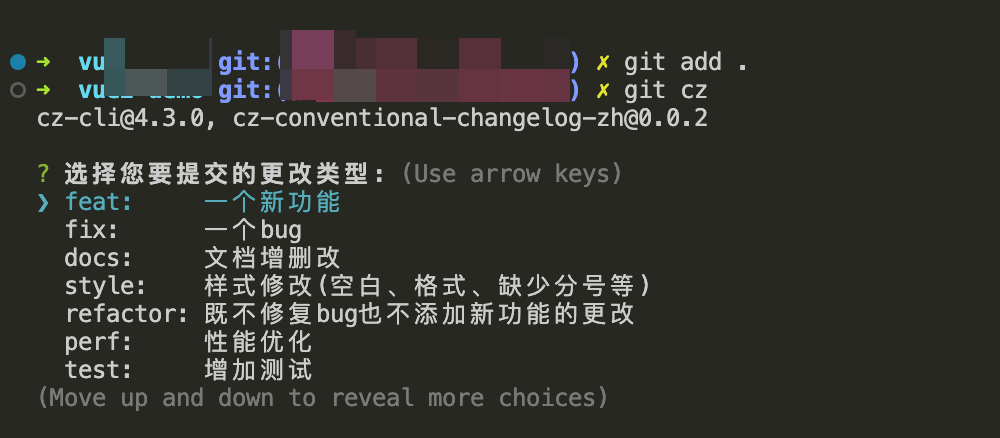 ➜ vu git:( ) ✗ git add .
➜ git:( ) ✗ git cz
cz-cli@4.3.0, cz-conventional-changelog-zh@0.0.2
? 选择您要提交的更改类型: (Use arrow keys)
❯ feat: 一个新功能
fix: 一个bug
docs: 文档增删改
style: 样式修改(空白、格式、缺少分号等)
refactor: 既不修复bug也不添加新功能的更改
perf: 性能优化
test: 增加测试
(Move up and down to reveal more choices)